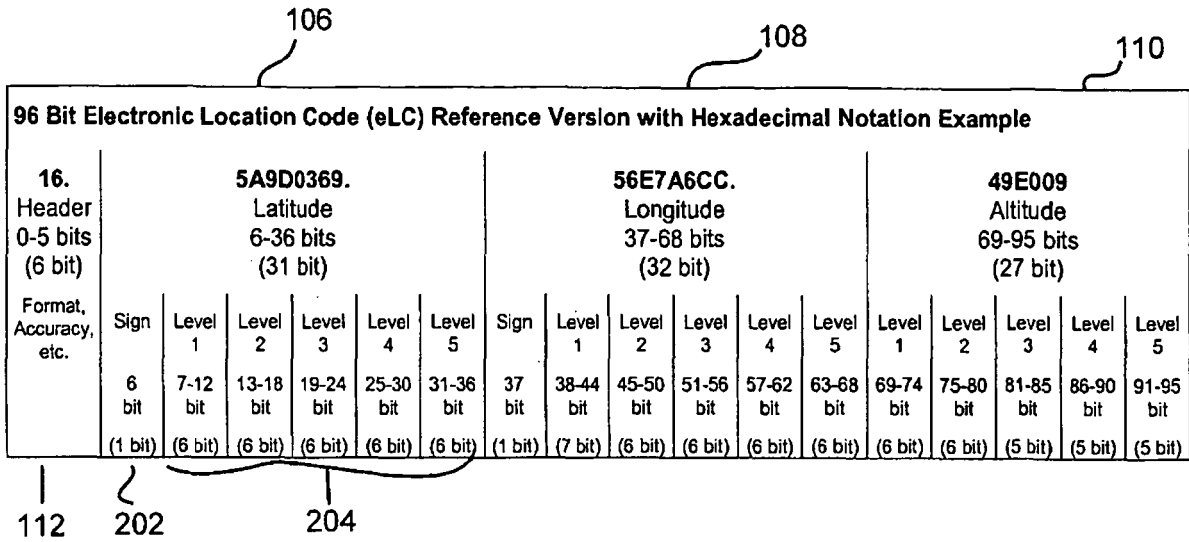 106
108
110
96 Bit Electronic Location Code (eLC) Reference Version with Hexadecimal Notation Example
16. 5A9D0369. 56E7A6CC. 49E009
Header Latitude Longitude Altitude
0-5 bits 6-36 bits 37-68 bits 69-95 bits
(6 bit) (31 bit) (32 bit) (27 bit)
Format, Accuracy, etc.
Sign Level Level Level Level Level Sign Level Level Level Level Level Level Level Level Level Level
1 2 3 4 5 1 2 3 4 5 1 2 3 4 5
6 7-12 13-18 19-24 25-30 31-36 37 38-44 45-50 51-56 57-62 63-68 69-74 75-80 81-85 86-90 91-95
bit bit bit bit bit bit bit bit bit bit bit bit bit bit bit bit bit
(1 bit) (6 bit) (6 bit) (6 bit) (6 bit) (6 bit) (1 bit) (7 bit) (6 bit) (6 bit) (6 bit) (6 bit) (6 bit) (6 bit) (5 bit) (5 bit) (5 bit)
112 202 204